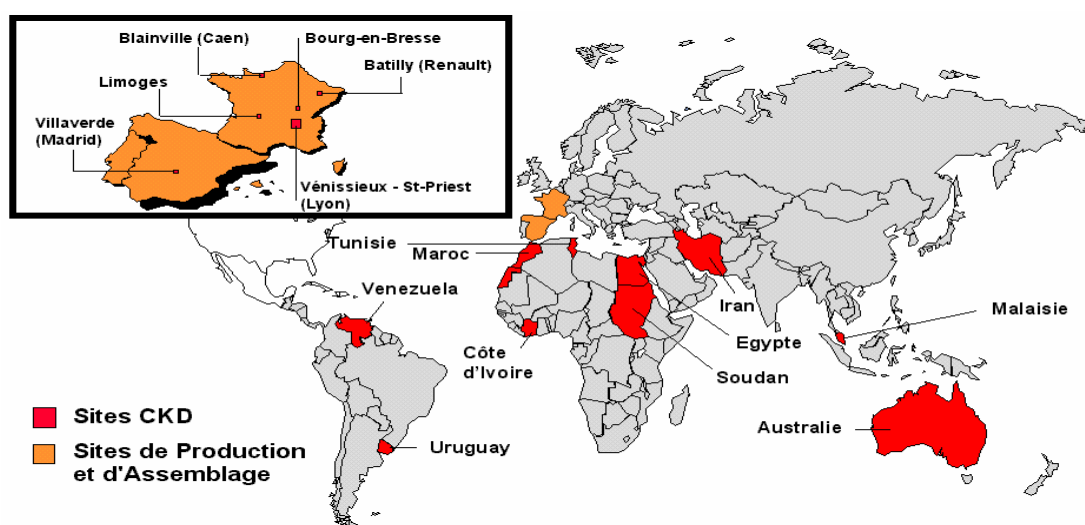 Blainville (Caen)
Bourg-en-Bresse
Batilly (Renault)
Limoges
Villaverde
(Madrid)
Vénissieux - St-Priest
(Lyon)
Tunisie
Maroc
Venezuela
Iran
Malaisie
Egypte
Côte
d'Ivoire
Soudan
Australie
Uruguay
Sites CKD
Sites de Production
et d'Assemblage